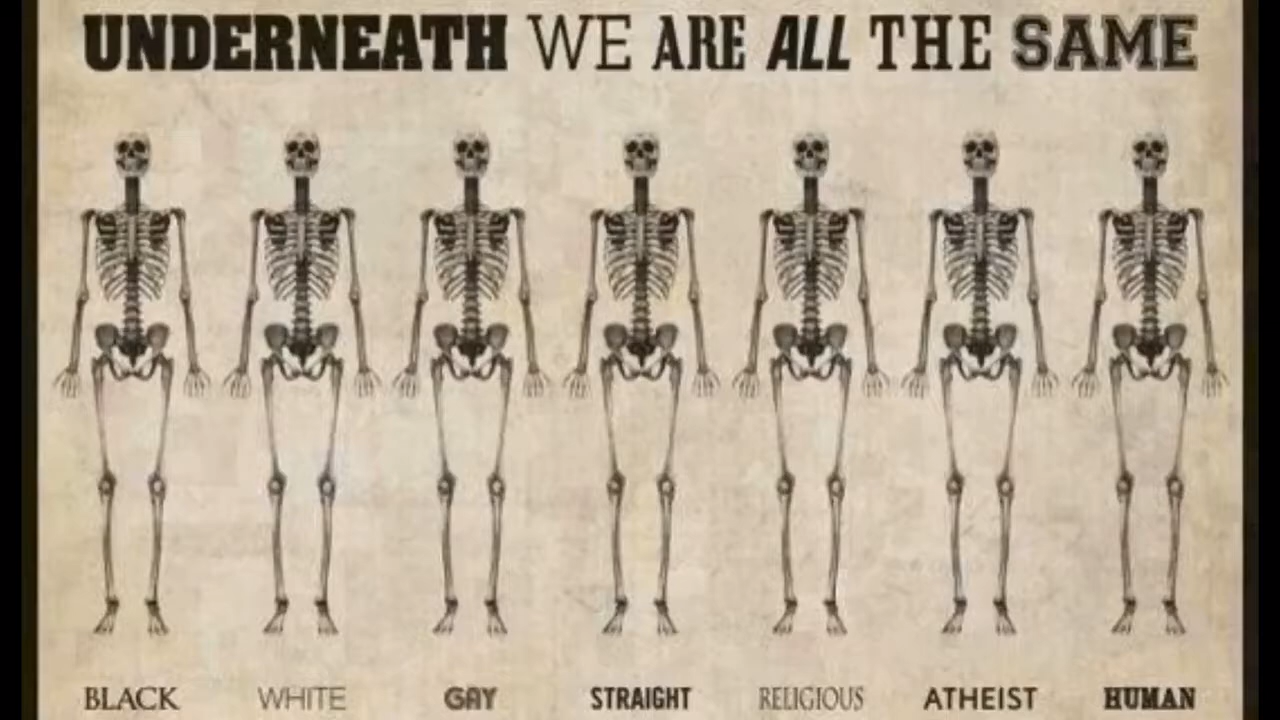 UNDERNEATH WE ARE ALL THE SAME
BLACK WHITE GAY STRAIGHT RELIGIOUS ATHEIST HUMAN